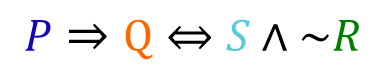 P ⇒ Q ⇔ S ∧ ~R